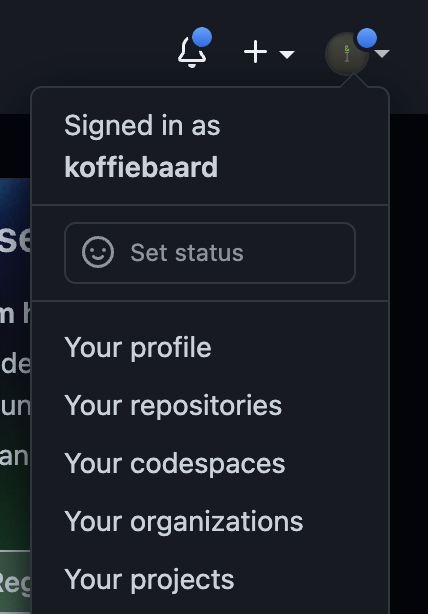 Signed in as
koffiebaard
Set status
Your profile
Your repositories
Your codespaces
Your organizations
Your projects